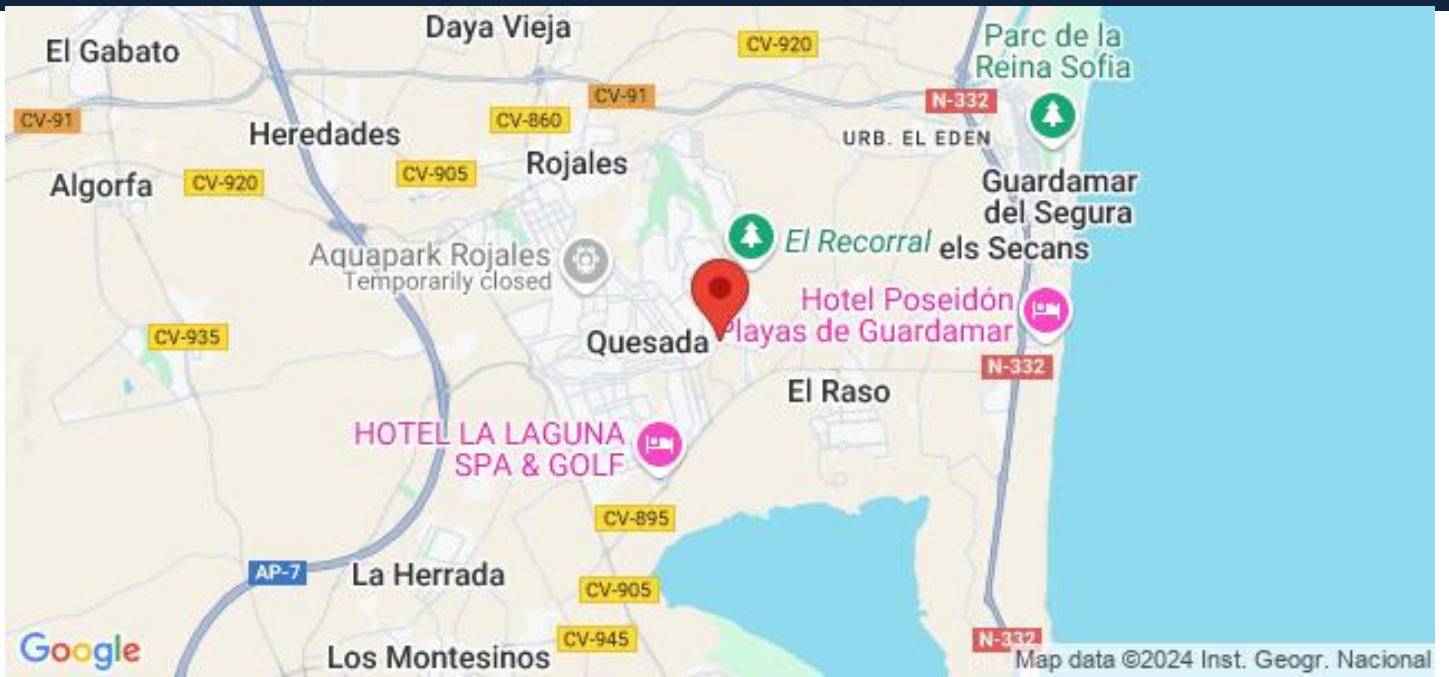 Daya Vieja
El Gabato
CV-920
Parc de la
Reina Sofia
CV-91
N-332
CV-91
CV-860
Heredades
URB. EL EDEN
Rojales
CV-905
Algorfa
CV-920
Guardamar
del Segura
El Recorral
els Secans
Aquapark Rojales
Temporarily closed
Hotel Poseidón
Playas de Guardamar
CV-935
Quesada
N-332
El Raso
HOTEL LA LAGUNA
SPA & GOLF
CV-895
AP-7
La Herrada
CV-905
CV-945
N-332
Los Montesinos
Google
Map data ©2024 Inst. Geogr. Nacional